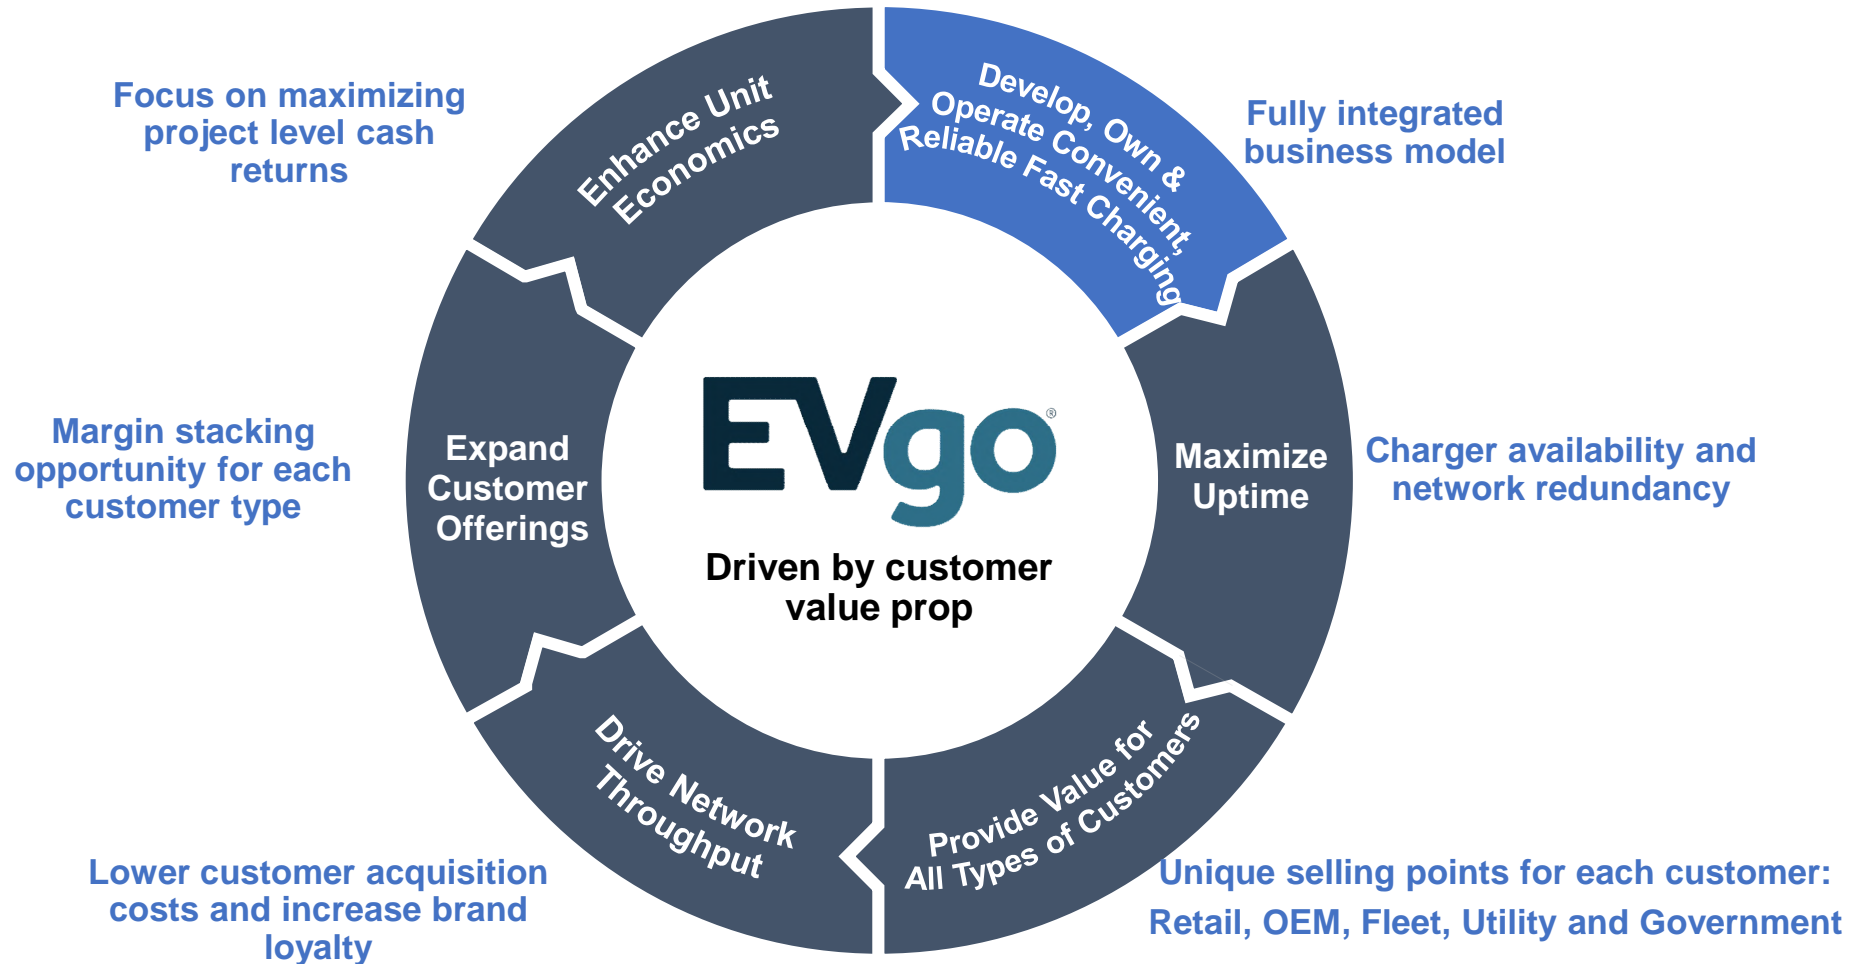 Develop, Own &
Operate Convenient,
Reliable Fast Charging
Fully integrated
business model
Maximize
Uptime
Charger availability and
network redundancy
Provide Value for
All Types of Customers
Unique selling points for each customer:
Retail, OEM, Fleet, Utility and Government
Drive Network
Throughput
Lower customer acquisition
costs and increase brand
loyalty
Expand
Customer
Offerings
Margin stacking
opportunity for each
customer type
Enhance Unit
Economics
Focus on maximizing
project level cash
returns
EVgo®
Driven by customer
value prop